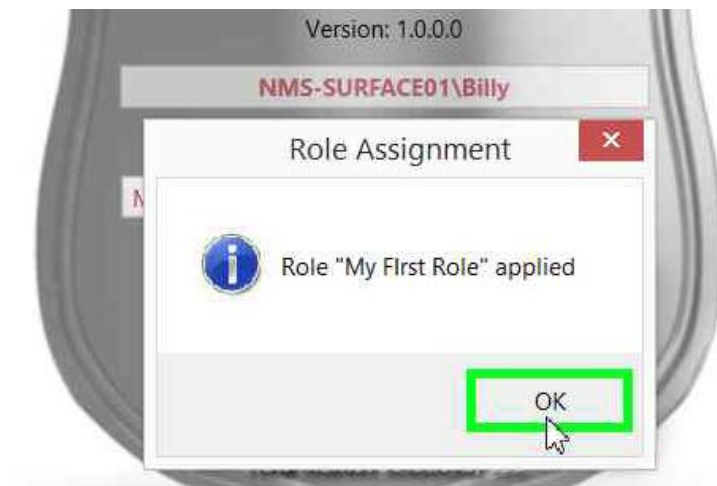 Version: 1.0.0.0
NMS-SURFACE01\Billy
Role Assignment
Role "My FIrst Role" applied
OK